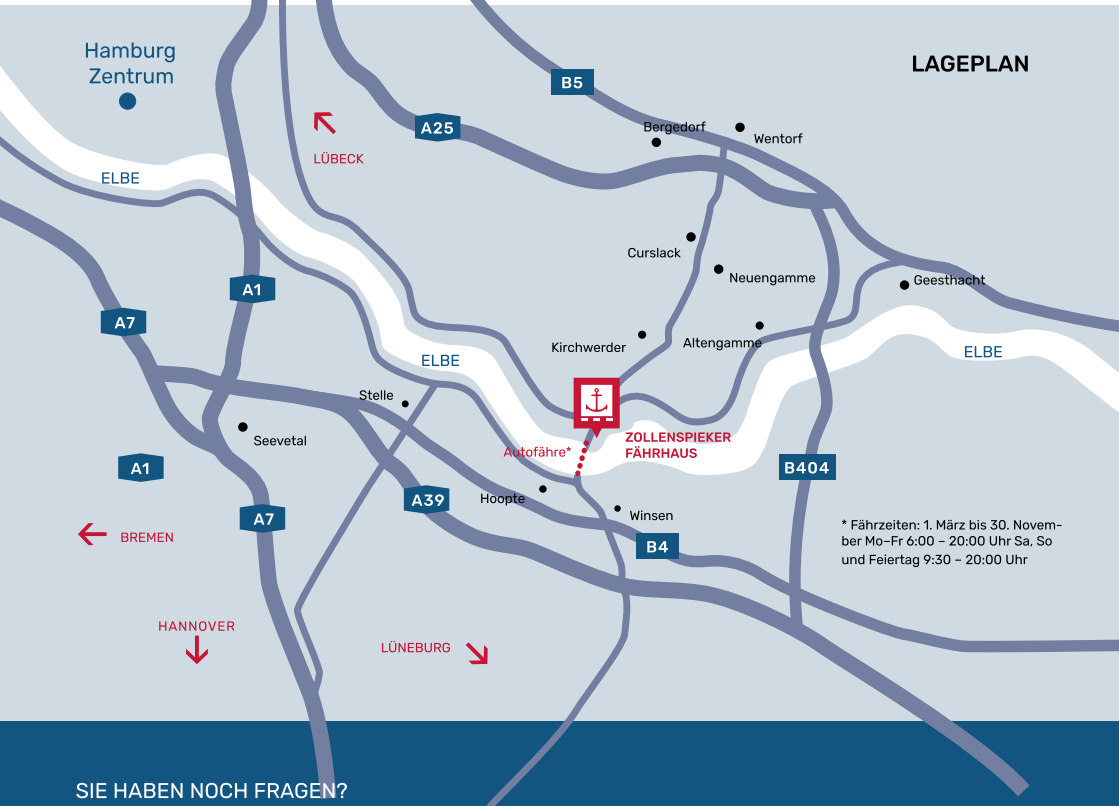 Hamburg
Zentrum
LAGEPLAN
B5
A25
Bergedorf
Wentorf
LÜBECK
ELBE
Curslack
Neuengamme
Geesthacht
A1
A7
Kirchwerder
Altengamme
ELBE
ELBE
Stelle
Seevetal
ZOLLENSPIEKER
FÄHRHAUS
Autofähre*
A1
B404
Hoopte
A39
Winsen
A7
BREMEN
B4
* Fährzeiten: 1. März bis 30. Novem-
ber Mo–Fr 6:00 – 20:00 Uhr Sa, So
und Feiertag 9:30 – 20:00 Uhr
HANNOVER
LÜNEBURG
SIE HABEN NOCH FRAGEN?